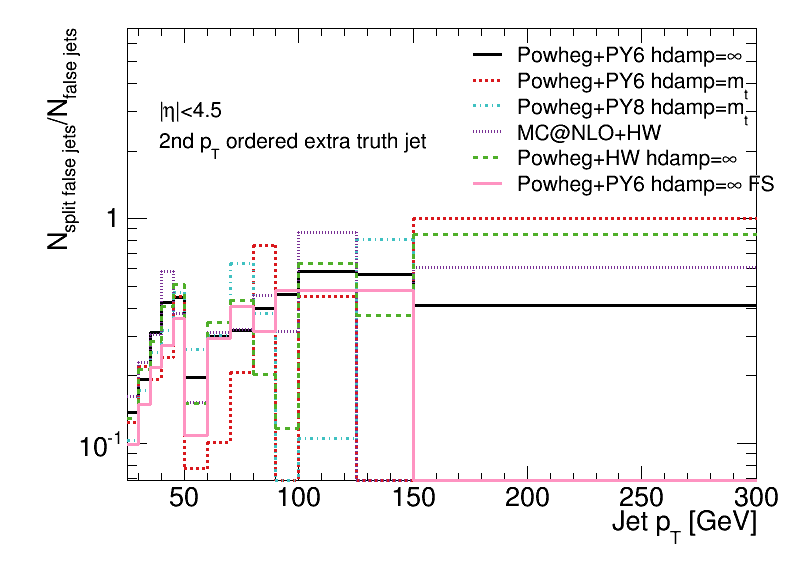 N_split false jets/N_false jets
Powheg+PY6 hdamp=∞
Powheg+PY6 hdamp=m_t
Powheg+PY8 hdamp=m_t
MC@NLO+HW
Powheg+HW hdamp=∞
Powheg+PY6 hdamp=∞ FS
|η|<4.5
2nd p_T ordered extra truth jet
1
10^-1
50 100 150 200 250 300
Jet p_T [GeV]